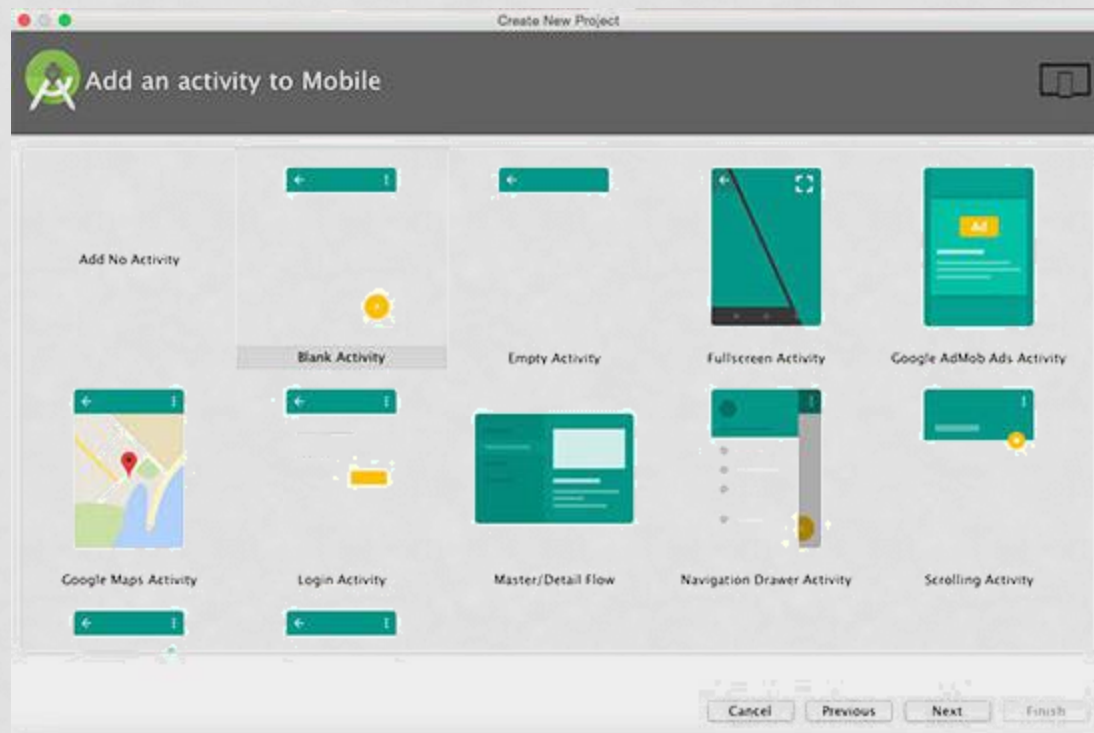 Create New Project
Add an activity to Mobile
Ad
Add No Activity
Blank Activity
Empty Activity
Fullscreen Activity
Google AdMob Ads Activity
Google Maps Activity
Login Activity
Master/Detail Flow
Navigation Drawer Activity
Scrolling Activity
Cancel
Previous
Next
Finish